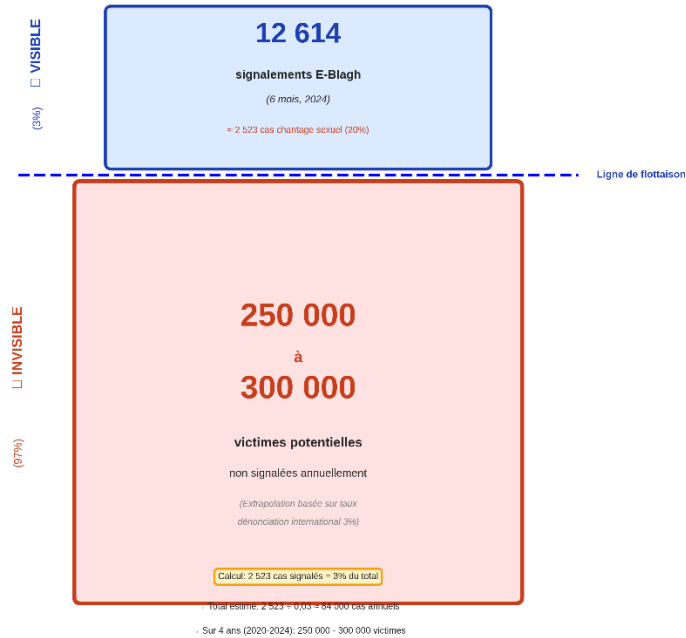 12 614
signalements E-Blagh
(6 mois, 2024)
≈ 2 523 cas chantage sexuel (20%)
VISIBLE
(3%)
Ligne de flottaison
250 000
à
300 000
victimes potentielles
non signalées annuellement
(Extrapolation basée sur taux
dénonciation international 3%)
INVISIBLE
(97%)
Calcul: 2 523 cas signalés = 3% du total
Total estimé: 2 523 ÷ 0,03 ≈ 84 000 cas annuels
Sur 4 ans (2020-2024): 250 000 - 300 000 victimes